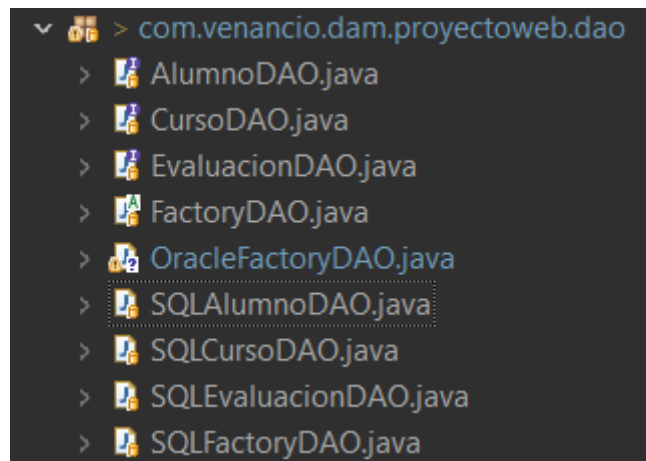 > com.venancio.dam.proyectoweb.dao
AlumnoDAO.java
CursoDAO.java
EvaluacionDAO.java
FactoryDAO.java
OracleFactoryDAO.java
SQLAlumnoDAO.java
SQLCursoDAO.java
SQLEvaluacionDAO.java
SQLFactoryDAO.java